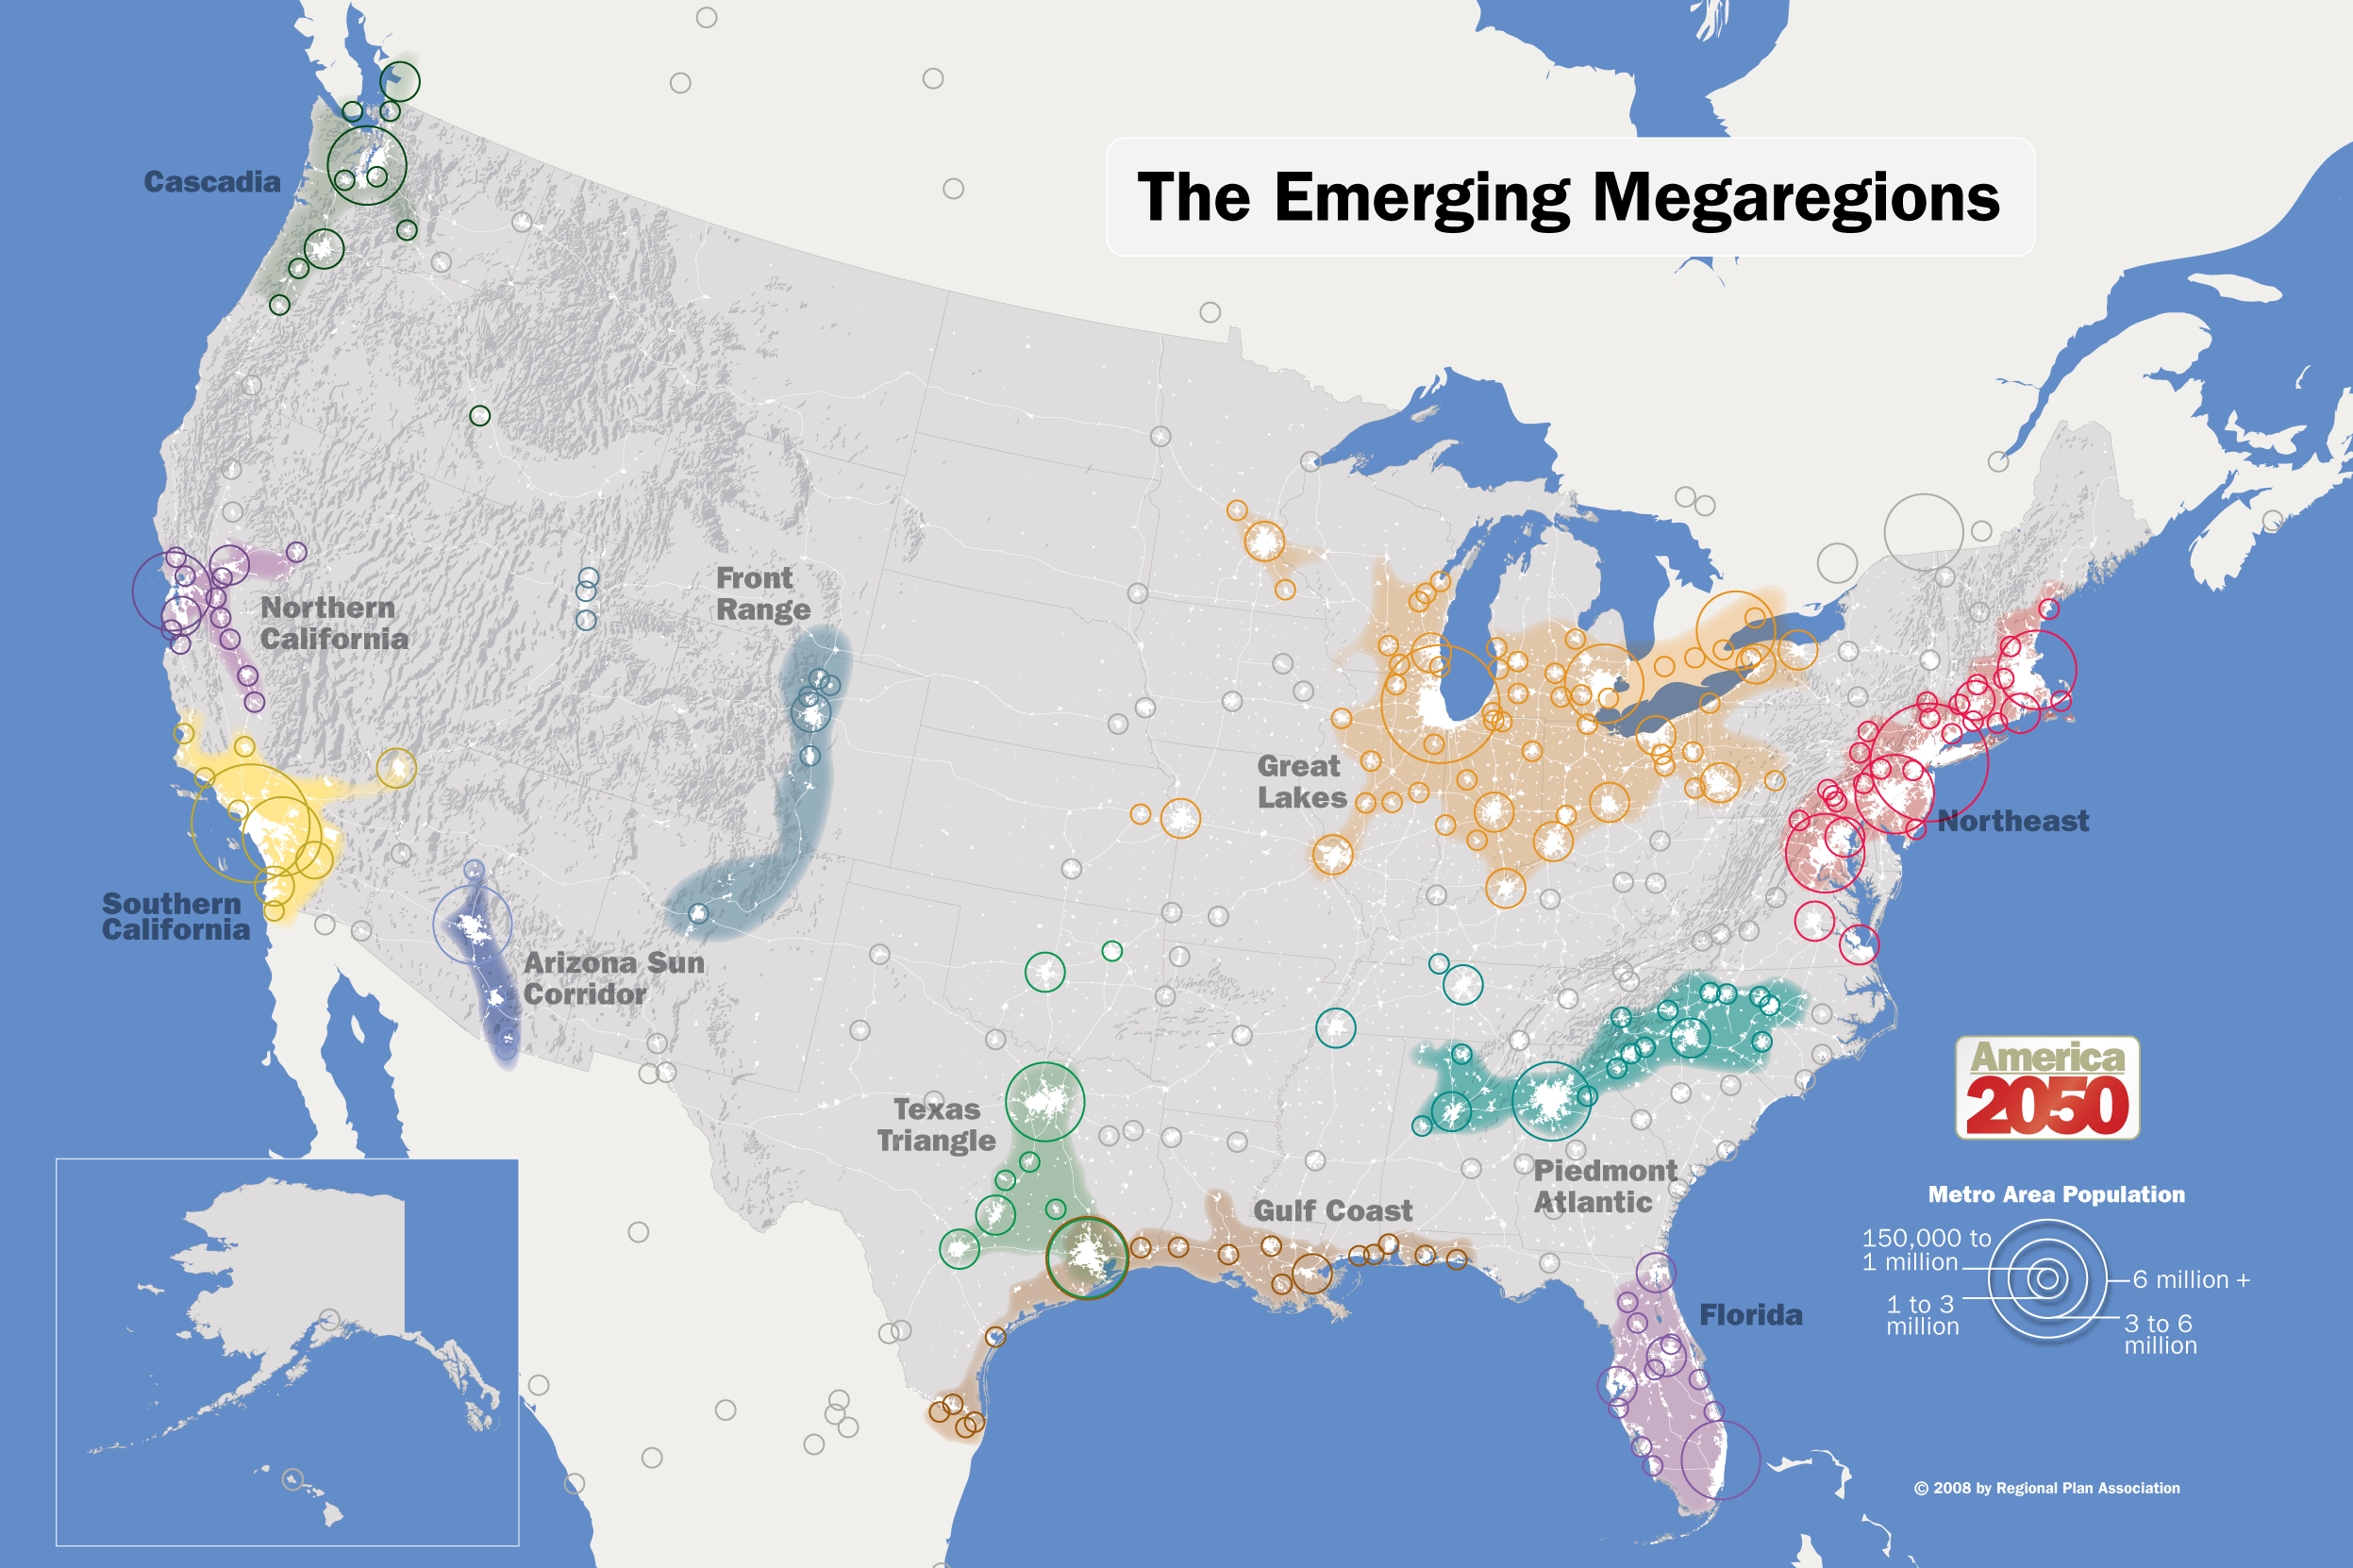 The Emerging Megaregions
Cascadia
Northern
California
Front
Range
Great
Lakes
Northeast
Southern
California
Arizona Sun
Corridor
Texas
Triangle
Gulf Coast
Piedmont
Atlantic
Florida
America
2050
Metro Area Population
150,000 to
1 million
6 million +
1 to 3
million
3 to 6
million
© 2008 by Regional Plan Association